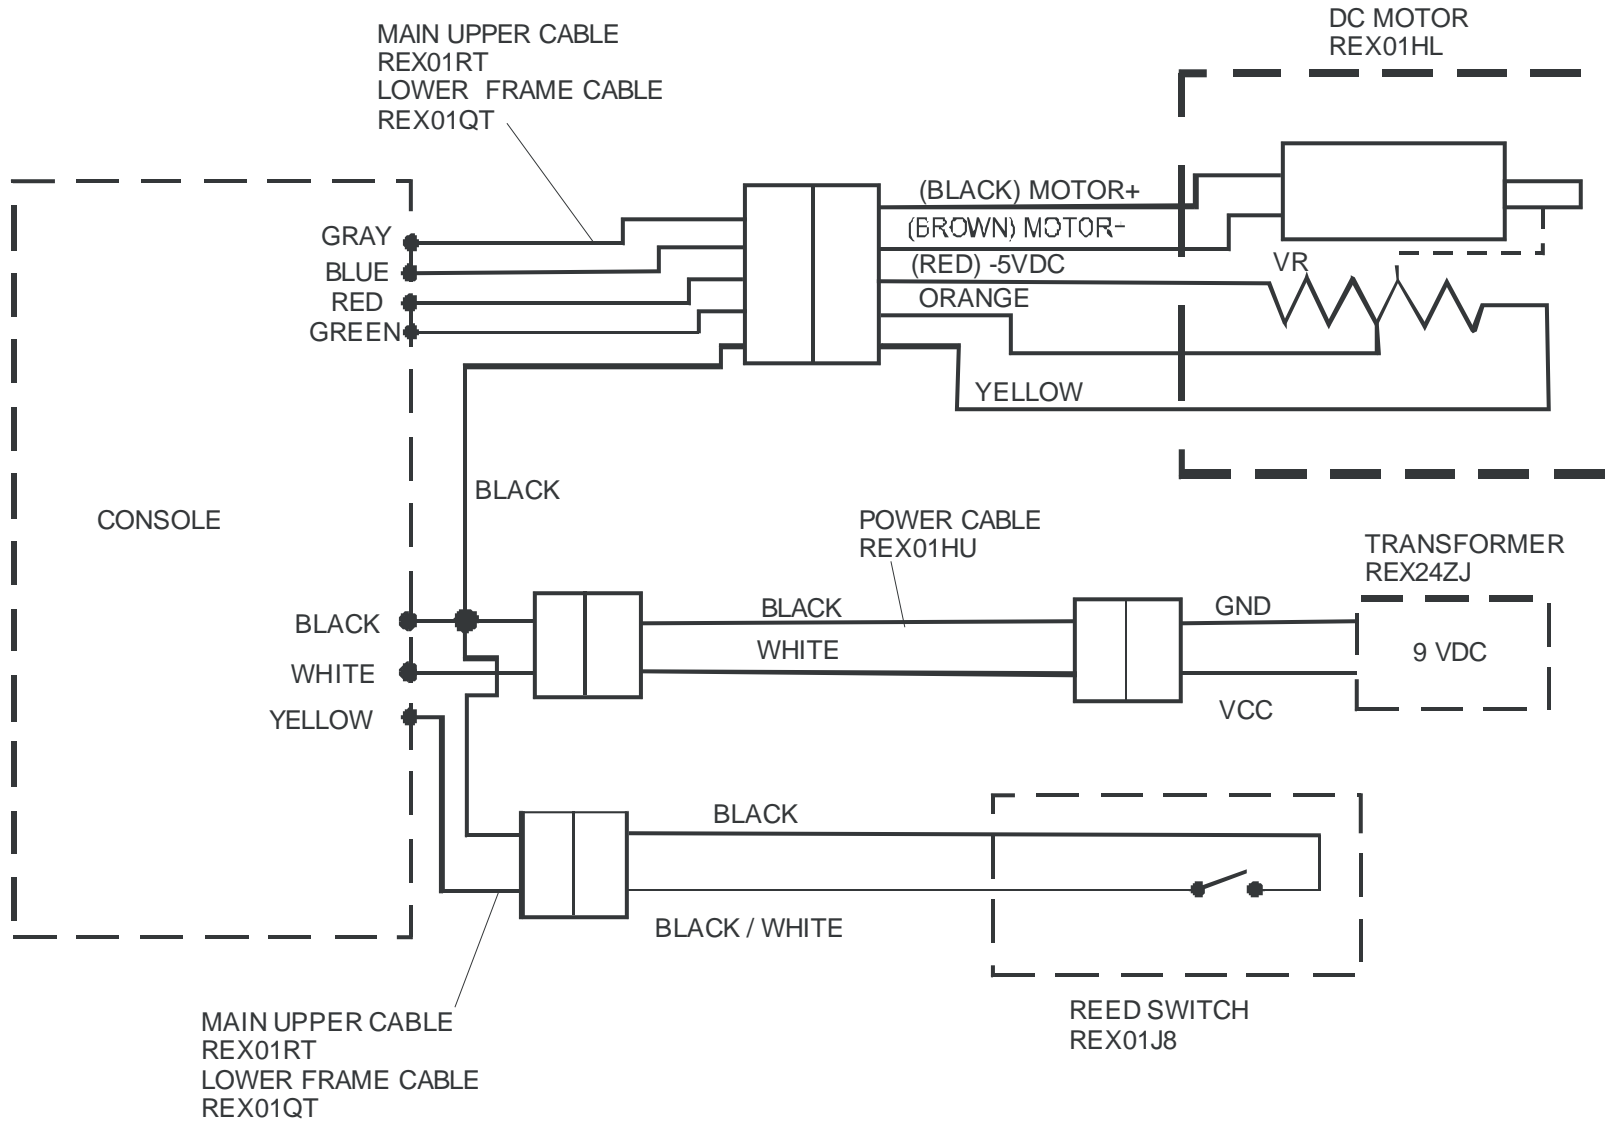 DC MOTOR
REX01HL
MAIN UPPER CABLE
REX01RT
LOWER FRAME CABLE
REX01QT
(BLACK) MOTOR+
(BROWN) MOTOR-
(RED) -5VDC
ORANGE
YELLOW
VR
GRAY
BLUE
RED
GREEN
BLACK
CONSOLE
POWER CABLE
REX01HU
TRANSFORMER
REX24ZJ
BLACK
BLACK
GND
WHITE
WHITE
9 VDC
YELLOW
VCC
BLACK
BLACK / WHITE
REED SWITCH
REX01J8
MAIN UPPER CABLE
REX01RT
LOWER FRAME CABLE
REX01QT